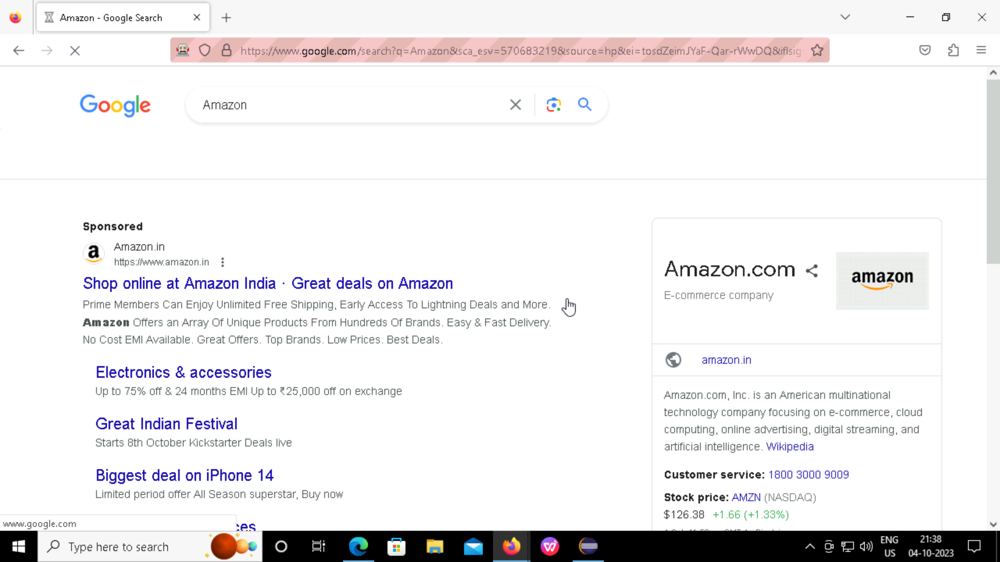 Amazon - Google Search
https://www.google.com/search?q=Amazon&sca_esv=570683219&source=hp&ei=tosdZeimJYaF-Qar-rWwDQ&iflsig
Google
Amazon
Sponsored
Amazon.in
https://www.amazon.in
Shop online at Amazon India · Great deals on Amazon
Prime Members Can Enjoy Unlimited Free Shipping, Early Access To Lightning Deals and More.
Amazon Offers an Array Of Unique Products From Hundreds Of Brands. Easy & Fast Delivery.
No Cost EMI Available. Great Offers. Top Brands. Low Prices. Best Deals.
Electronics & accessories
Up to 75% off & 24 months EMI Up to ₹25,000 off on exchange
Great Indian Festival
Starts 8th October Kickstarter Deals live
Biggest deal on iPhone 14
Limited period offer All Season superstar, Buy now
Amazon.com
E-commerce company
amazon
amazon.in
Amazon.com, Inc. is an American multinational
technology company focusing on e-commerce, cloud
computing, online advertising, digital streaming, and
artificial intelligence. Wikipedia
Customer service: 1800 3000 9009
Stock price: AMZN (NASDAQ)
$126.38 +1.66 (+1.33%)
www.google.com
Type here to search
ENG
US
21:38
04-10-2023